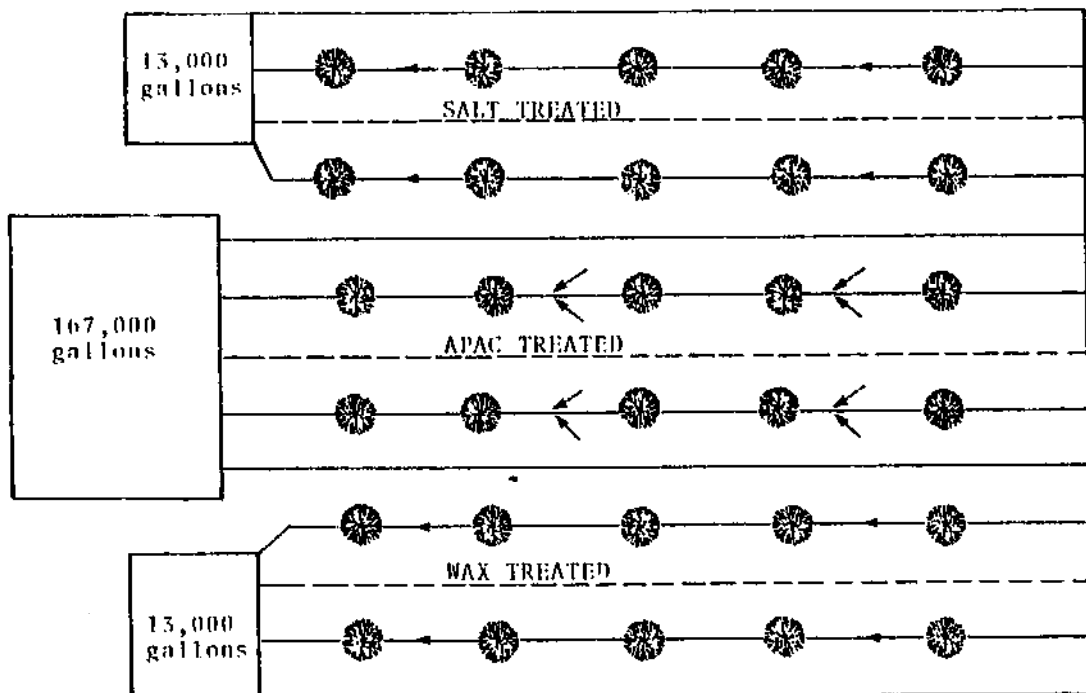 13,000
gallons
SALT TREATED
167,000
gallons
APAC TREATED
WAX TREATED
13,000
gallons